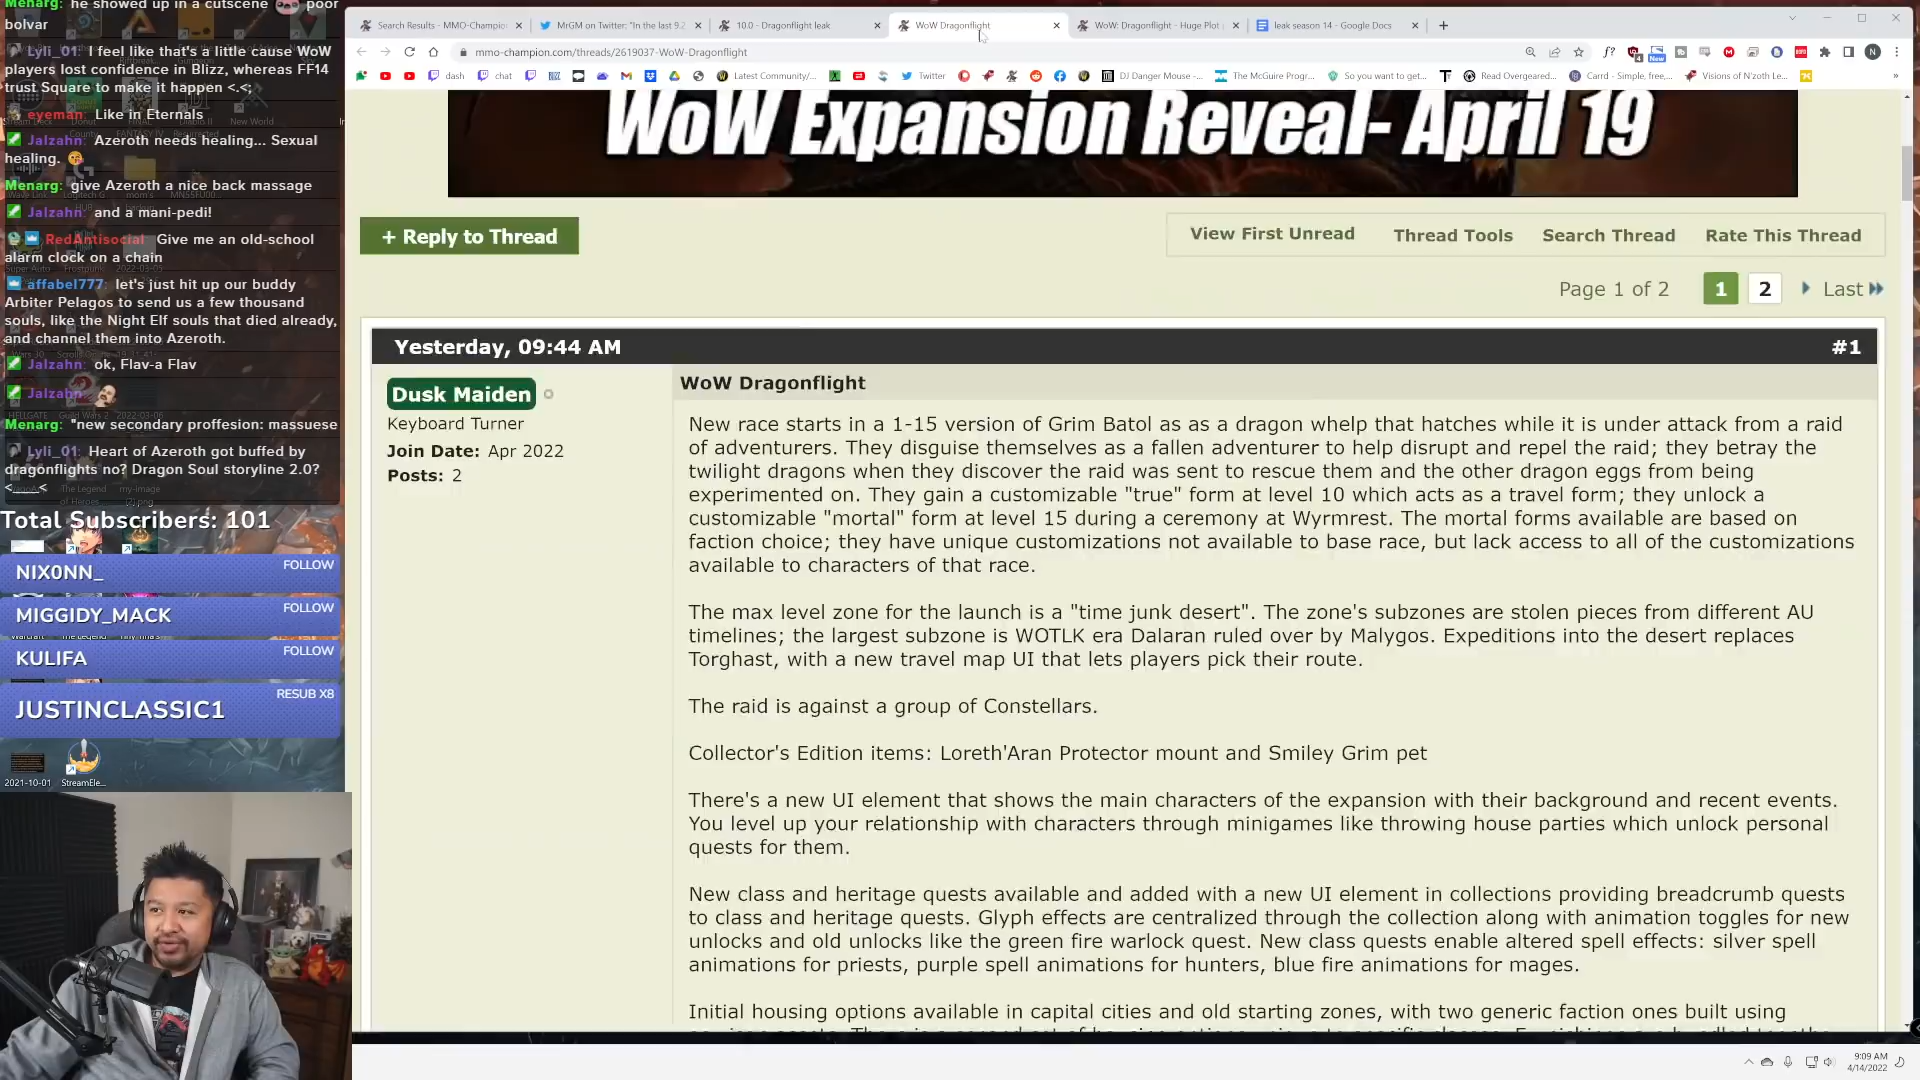 Menarg: he showed up in a cutscene poor
bolvar
Lyli_01: I feel like that's a little cause WoW
players lost confidence in Blizz, whereas FF14
trust Square to make it happen <.<;
eyeman: Like in Eternals
Jalzahn: Azeroth needs healing... Sexual
healing.
Menarg: give Azeroth a nice back massage
Jalzahn: and a mani-pedi!
RedAntisocial Give me an old-school
alarm clock on a chain
affabel777: let's just hit up our buddy
Arbiter Pelagos to send us a few thousand
souls, like the Night Elf souls that died already,
and channel them into Azeroth.
Jalzahn: ok, Flav-a Flav
Jalzahn:
Menarg: "new secondary proffesion: massuese
Lyli_01: Heart of Azeroth got buffed by
dragonflights no? Dragon Soul storyline 2.0?
<____<
Total Subscribers: 101
NIX0NN_ FOLLOW
MIGGIDY_MACK FOLLOW
KULIFA FOLLOW
JUSTINCLASSIC1 RESUB X8
2021-10-01 StreamEle...
Search Results - MMO-Champion
MrGM on Twitter: "In the last 9.2
10.0 - Dragonflight leak
WoW Dragonflight
WoW: Dragonflight - Huge Plot
leak season 14 - Google Docs
mmo-champion.com/threads/2619037-WoW-Dragonflight
dash chat Latest Community/... Twitter DJ Danger Mouse -... The McGuire Progr... So you want to get... Read Overgeared... Carrd - Simple, free,... Visions of N'zoth Le...
WoW Expansion Reveal- April 19
+ Reply to Thread
View First Unread Thread Tools Search Thread Rate This Thread
Page 1 of 2 1 2 Last
Yesterday, 09:44 AM #1
Dusk Maiden
Keyboard Turner
Join Date: Apr 2022
Posts: 2
WoW Dragonflight
New race starts in a 1-15 version of Grim Batol as as a dragon whelp that hatches while it is under attack from a raid
of adventurers. They disguise themselves as a fallen adventurer to help disrupt and repel the raid; they betray the
twilight dragons when they discover the raid was sent to rescue them and the other dragon eggs from being
experimented on. They gain a customizable "true" form at level 10 which acts as a travel form; they unlock a
customizable "mortal" form at level 15 during a ceremony at Wyrmrest. The mortal forms available are based on
faction choice; they have unique customizations not available to base race, but lack access to all of the customizations
available to characters of that race.
The max level zone for the launch is a "time junk desert". The zone's subzones are stolen pieces from different AU
timelines; the largest subzone is WOTLK era Dalaran ruled over by Malygos. Expeditions into the desert replaces
Torghast, with a new travel map UI that lets players pick their route.
The raid is against a group of Constellars.
Collector's Edition items: Loreth'Aran Protector mount and Smiley Grim pet
There's a new UI element that shows the main characters of the expansion with their background and recent events.
You level up your relationship with characters through minigames like throwing house parties which unlock personal
quests for them.
New class and heritage quests available and added with a new UI element in collections providing breadcrumb quests
to class and heritage quests. Glyph effects are centralized through the collection along with animation toggles for new
unlocks and old unlocks like the green fire warlock quest. New class quests enable altered spell effects: silver spell
animations for priests, purple spell animations for hunters, blue fire animations for mages.
Initial housing options available in capital cities and old starting zones, with two generic faction ones built using
9:09 AM
4/14/2022